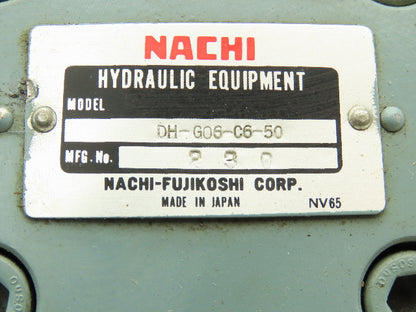 NACHI
HYDRAULIC EQUIPMENT
MODEL
DH-G06-C6-50
MFG.No.
NACHI-FUJIKOSHI CORP.
MADE IN JAPAN NV65